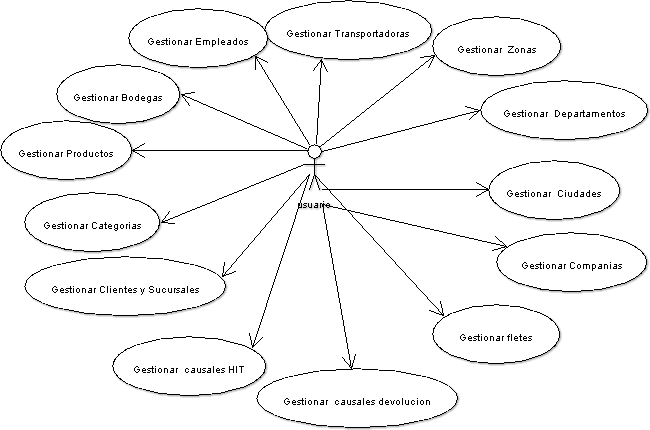 Gestionar Transportadoras
Gestionar Empleados
Gestionar Zonas
Gestionar Bodegas
Gestionar Departamentos
Gestionar Productos
Gestionar Ciudades
usuario
Gestionar Categorias
Gestionar Companias
Gestionar Clientes y Sucursales
Gestionar fletes
Gestionar causales HIT
Gestionar causales devolucion